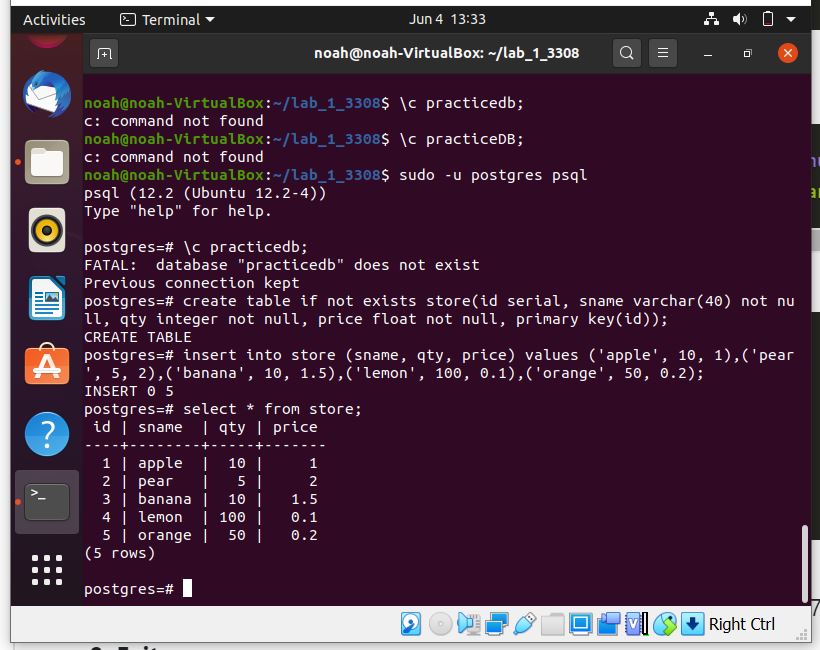 Activities
Terminal
Jun 4 13:33
noah@noah-VirtualBox: ~/lab_1_3308
noah@noah-VirtualBox:~/lab_1_3308$ \c practicedb;
c: command not found
noah@noah-VirtualBox:~/lab_1_3308$ \c practiceDB;
c: command not found
noah@noah-VirtualBox:~/lab_1_3308$ sudo -u postgres psql
psql (12.2 (Ubuntu 12.2-4))
Type "help" for help.
postgres=# \c practicedb;
FATAL:  database "practicedb" does not exist
Previous connection kept
postgres=# create table if not exists store(id serial, sname varchar(40) not nu
ll, qty integer not null, price float not null, primary key(id));
CREATE TABLE
postgres=# insert into store (sname, qty, price) values ('apple', 10, 1),('pear
', 5, 2),('banana', 10, 1.5),('lemon', 100, 0.1),('orange', 50, 0.2);
INSERT 0 5
postgres=# select * from store;
 id | sname  | qty | price
----+--------+-----+-------
  1 | apple  |  10 |     1
  2 | pear   |   5 |     2
  3 | banana |  10 |   1.5
  4 | lemon  | 100 |   0.1
  5 | orange |  50 |   0.2
(5 rows)
postgres=#
Right Ctrl